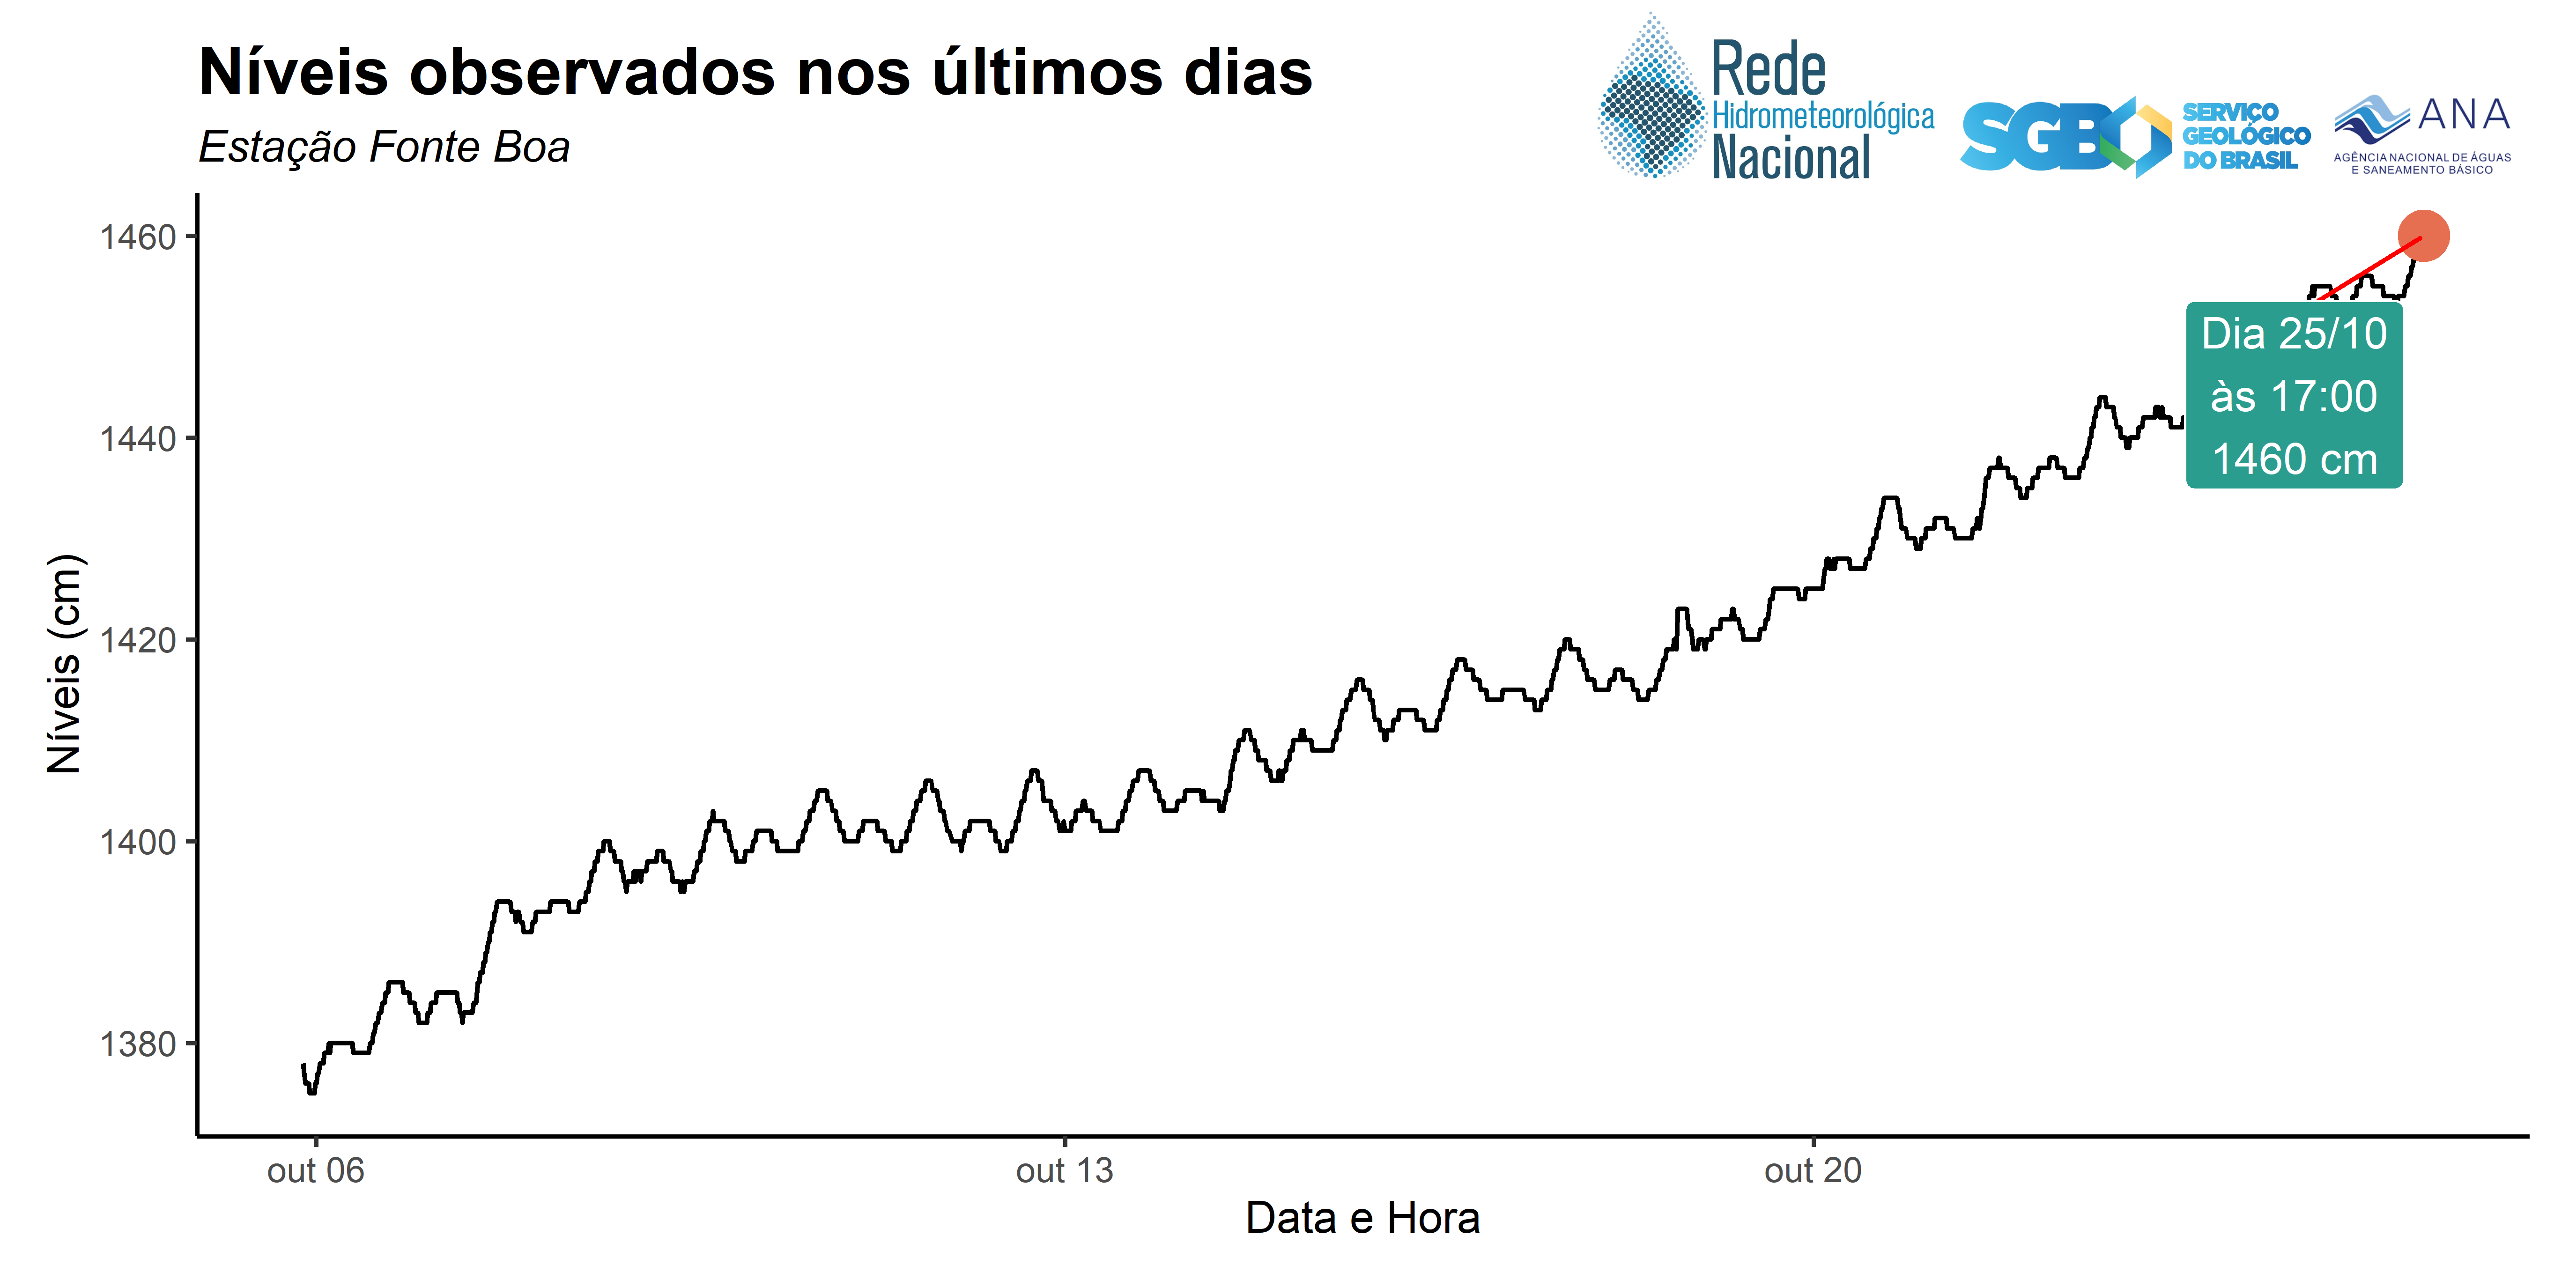 Níveis observados nos últimos dias
Estação Fonte Boa
Rede
Hidrometeorológica
Nacional
SGB
SERVIÇO
GEOLÓGICO
DO BRASIL
ANA
AGÊNCIA NACIONAL DE ÁGUAS
E SANEAMENTO BÁSICO
Níveis (cm)
1460
1440
1420
1400
1380
Dia 25/10
às 17:00
1460 cm
out 06
out 13
out 20
Data e Hora